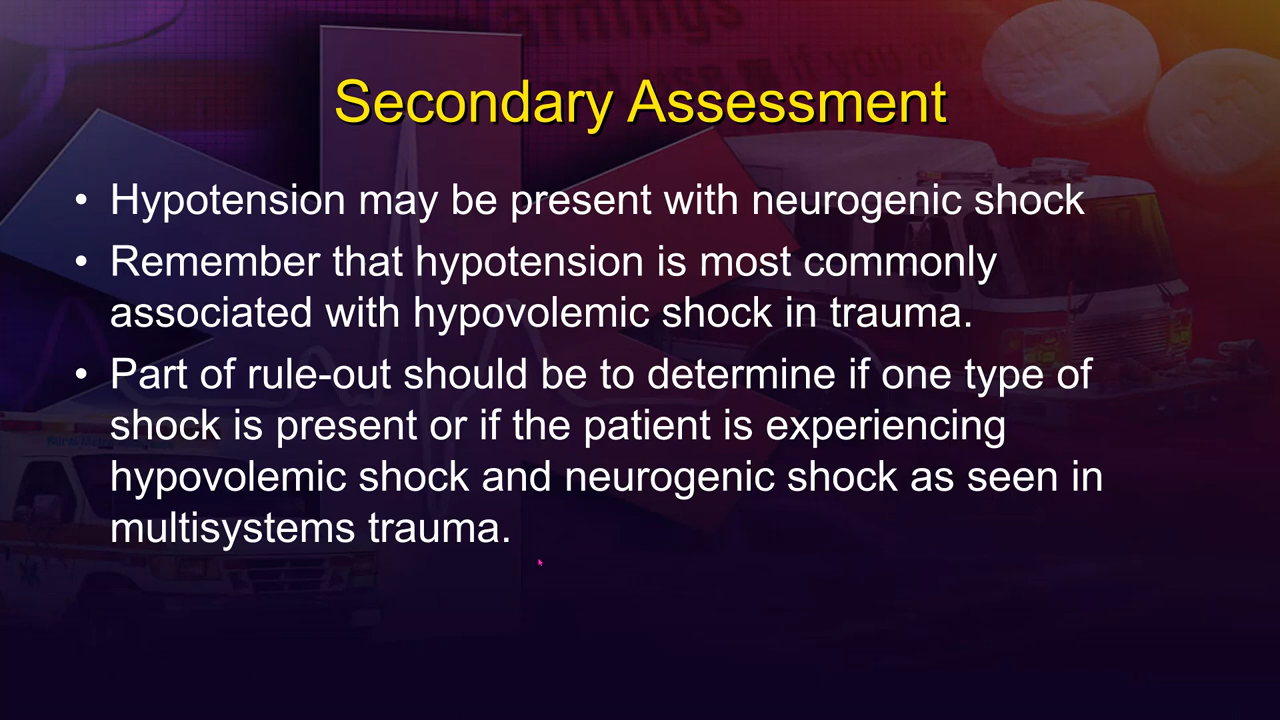 Secondary Assessment
• Hypotension may be present with neurogenic shock
• Remember that hypotension is most commonly
associated with hypovolemic shock in trauma.
• Part of rule-out should be to determine if one type of
shock is present or if the patient is experiencing
hypovolemic shock and neurogenic shock as seen in
multisystems trauma.